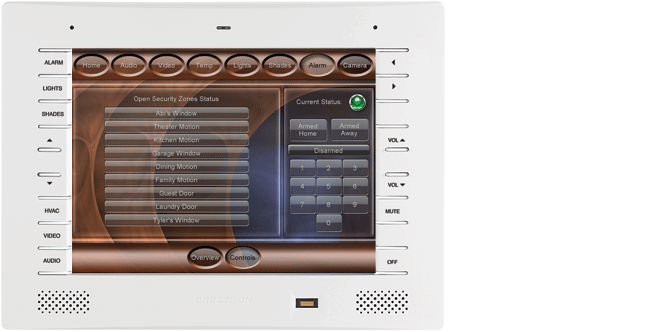 ALARM
LIGHTS
SHADES
HVAC
VIDEO
AUDIO
Home Audio Video Temp Lights Shades Alarm Camera
Open Security Zones Status
Abi's Window
Theater Motion
Kitchen Motion
Garage Window
Dining Motion
Family Motion
Guest Door
Laundry Door
Tyler's Window
Current Status:
Armed Home
Armed Away
Disarmed
1 2 3
4 5 6
7 8 9
0
Overview Controls
VOL
VOL
MUTE
OFF
CRESTRON